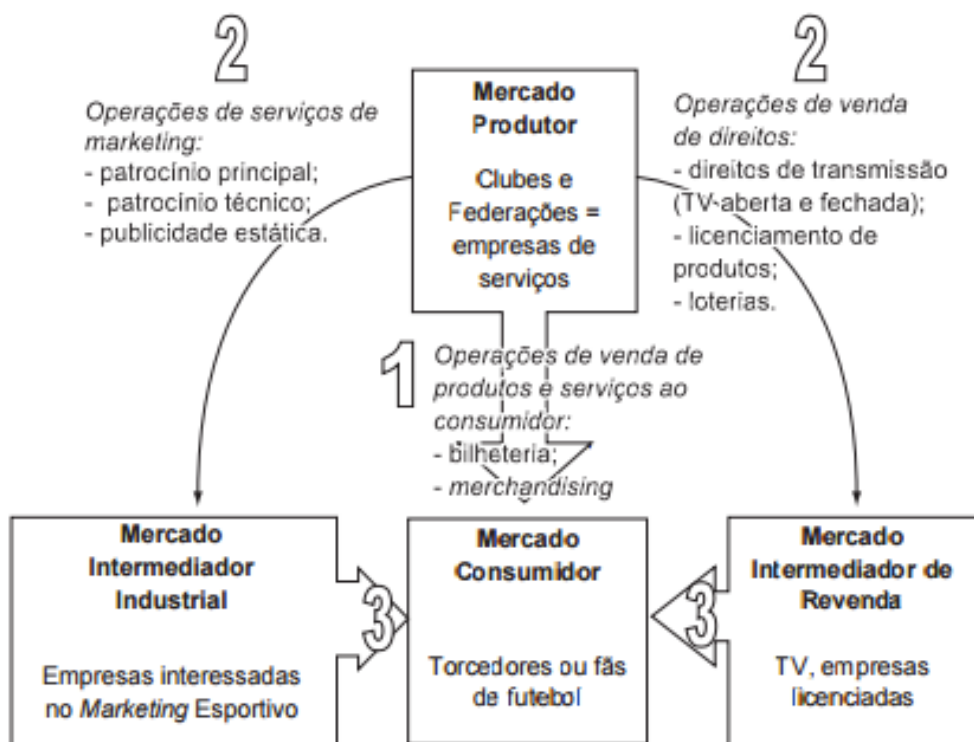 2
Operações de serviços de
marketing:
- patrocínio principal;
- patrocínio técnico;
- publicidade estática.
Mercado
Produtor
Clubes e
Federações =
empresas de
serviços
2
Operações de venda
de direitos:
- direitos de transmissão
(TV aberta e fechada);
- licenciamento de
produtos;
- loterias.
1
Operações de venda de
produtos e serviços ao
consumidor:
- bilheteria;
- merchandising
Mercado
Intermediador
Industrial
Empresas interessadas
no Marketing Esportivo
3
Mercado
Consumidor
Torcedores ou fãs
de futebol
3
Mercado
Intermediador de
Revenda
TV, empresas
licenciadas